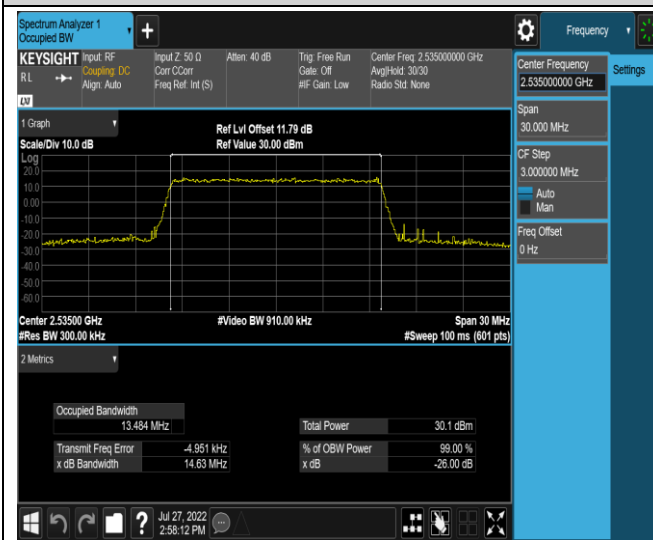 Spectrum Analyzer 1
Occupied BW
+
Frequency
KEYSIGHT
RL
LXI
Input: RF
Coupling: DC
Align: Auto
Input Z: 50 Ω
Corr CCorr
Freq Ref: Int (S)
Atten: 40 dB
Trig: Free Run
Gate: Off
#IF Gain: Low
Center Freq: 2.535000000 GHz
Avg|Hold: 30/30
Radio Std: None
Center Frequency
2.535000000 GHz
Settings
Span
30.000 MHz
CF Step
3.000000 MHz
Auto
Man
Freq Offset
0 Hz
1 Graph
Scale/Div 10.0 dB
Ref Lvl Offset 11.79 dB
Ref Value 30.00 dBm
Log
20.0
10.0
0.00
-10.0
-20.0
-30.0
-40.0
-50.0
-60.0
Center 2.53500 GHz
#Video BW 910.00 kHz
Span 30 MHz
#Res BW 300.00 kHz
#Sweep 100 ms (601 pts)
2 Metrics
Occupied Bandwidth
13.484 MHz
Total Power 30.1 dBm
Transmit Freq Error -4.951 kHz
% of OBW Power 99.00 %
x dB Bandwidth 14.63 MHz
x dB -26.00 dB
?
Jul 27, 2022
2:58:12 PM